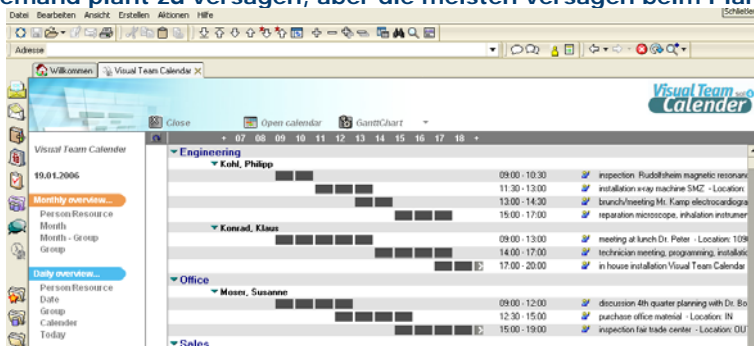 emand plant zu versagen, aber die meisten versagen beim Plan
Schließen
Datei Bearbeiten Ansicht Erstellen Aktionen Hilfe
Adresse
Willkommen Visual Team Calendar
Visual Team
Calender
Close Open calendar GanttChart
+ 07 08 09 10 11 12 13 14 15 16 17 18 +
Visual Team Calender
19.01.2006
Monthly overview...
Person/Resource
Month
Month - Group
Group
Daily overview...
Person/Resource
Date
Group
Calender
Today
Engineering
Kohl, Philipp
09:00 - 10:30 inspection Rudolfsheim magnetic resonan
11:30 - 13:00 installation x-ray machine SMZ - Location:
13:00 - 14:30 brunch/meeting Mr. Kamp electrocardiogra
15:00 - 17:00 reparation microscope, inhalation instrumen
Konrad, Klaus
09:00 - 13:00 meeting at lunch Dr. Peter - Location: 109
14:00 - 17:00 technician meeting, programming, installatio
17:00 - 20:00 in house installation Visual Team Calendar
Office
Moser, Susanne
09:00 - 12:00 discussion 4th quarter planning with Dr. Bo
12:30 - 15:00 purchase office material - Location: IN
15:00 - 19:00 inspection fair trade center - Location: OUT
Sales